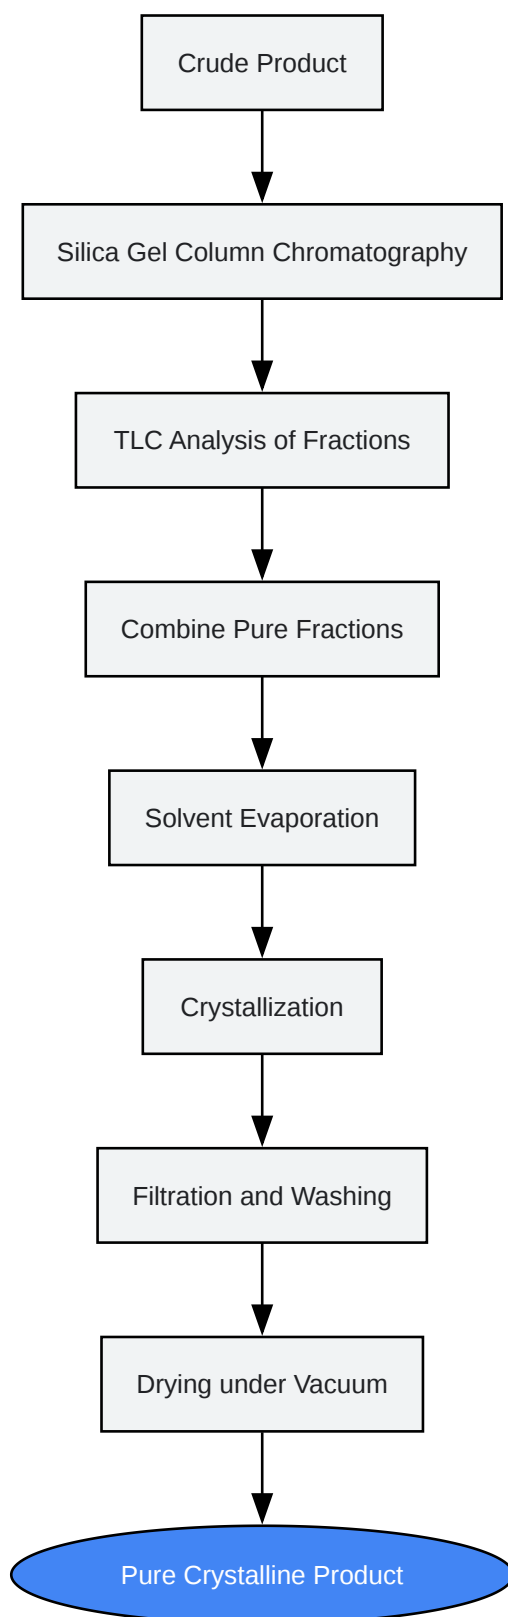 Crude Product
Silica Gel Column Chromatography
TLC Analysis of Fractions
Combine Pure Fractions
Solvent Evaporation
Crystallization
Filtration and Washing
Drying under Vacuum
Pure Crystalline Product